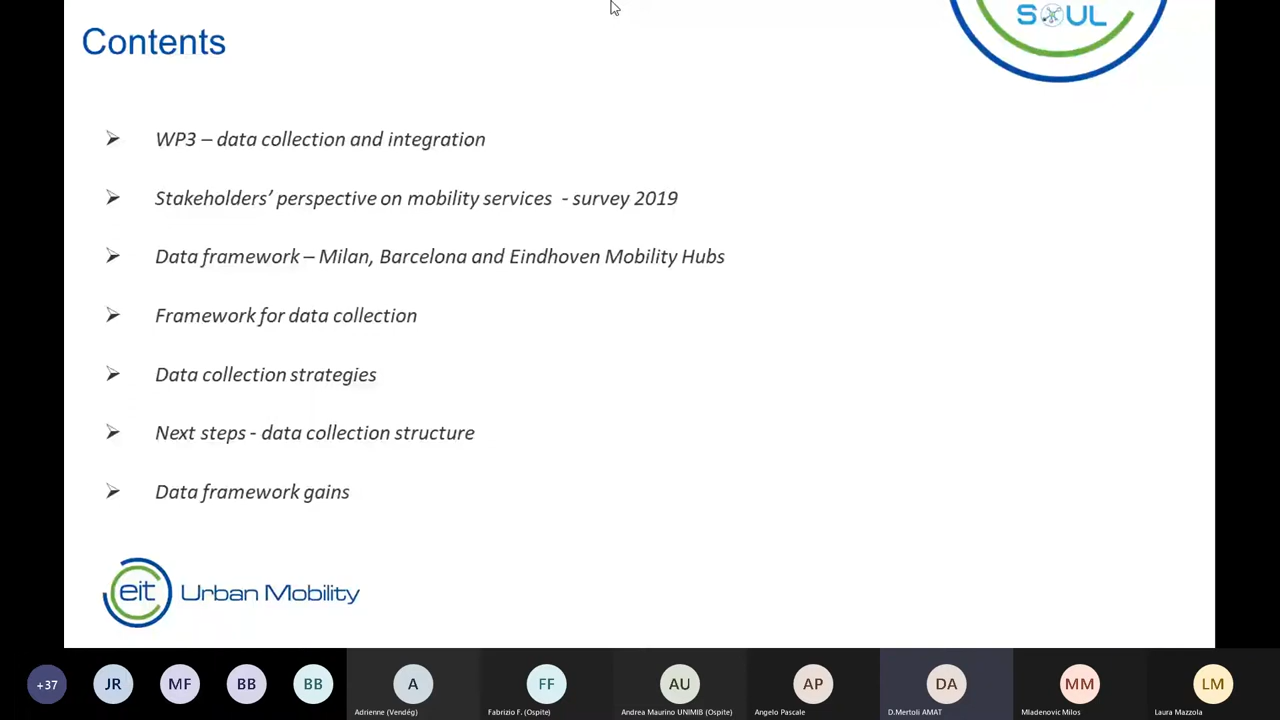 SOUL
Contents
WP3 – data collection and integration
Stakeholders’ perspective on mobility services - survey 2019
Data framework – Milan, Barcelona and Eindhoven Mobility Hubs
Framework for data collection
Data collection strategies
Next steps - data collection structure
Data framework gains
eit Urban Mobility
+37 JR MF BB BB A FF AU AP DA MM LM
Adrienne (Vendég) Fabrizio F. (Ospite) Andrea Maurino UNIMIB (Ospite) Angelo Pascale D.Mertoli AMAT Mladenovic Milos Laura Mazzola